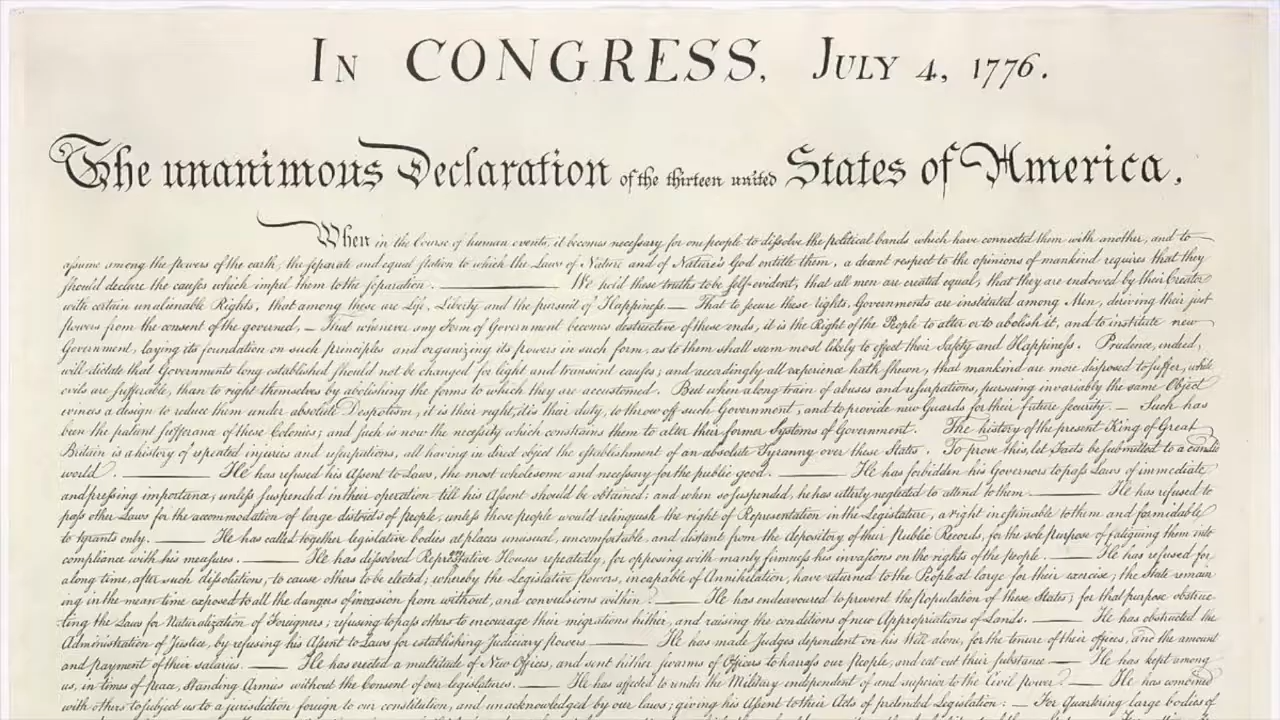 IN CONGRESS, JULY 4, 1776.
The unanimous Declaration of the thirteen united States of America,
When in the Course of human events, it becomes necessary for one people to dissolve the political bands which have connected them with another, and to
assume among the powers of the earth, the separate and equal station to which the Laws of Nature and of Nature's God entitle them, a decent respect to the opinions of mankind requires that they
should declare the causes which impel them to the separation. ——— We hold these truths to be self-evident, that all men are created equal, that they are endowed by their Creator
with certain unalienable Rights, that among these are Life, Liberty and the pursuit of Happiness.— That to secure these rights, Governments are instituted among Men, deriving their just
powers from the consent of the governed, — That whenever any Form of Government becomes destructive of these ends, it is the Right of the People to alter or to abolish it, and to institute new
Government, laying its foundation on such principles and organizing its powers in such form, as to them shall seem most likely to effect their Safety and Happiness. Prudence, indeed,
will dictate that Governments long established should not be changed for light and transient causes; and accordingly all experience hath shewn, that mankind are more disposed to suffer, while
evils are sufferable, than to right themselves by abolishing the forms to which they are accustomed. But when a long train of abuses and usurpations, pursuing invariably the same Object
evinces a design to reduce them under absolute Despotism, it is their right, it is their duty, to throw off such Government, and to provide new Guards for their future security.— Such has
been the patient sufferance of these Colonies; and such is now the necessity which constrains them to alter their former Systems of Government. The history of the present King of Great
Britain is a history of repeated injuries and usurpations, all having in direct object the establishment of an absolute Tyranny over these States. To prove this, let Facts be submitted to a candid
world. ——— He has refused his Assent to Laws, the most wholesome and necessary for the public good. ——— He has forbidden his Governors to pass Laws of immediate
and pressing importance, unless suspended in their operation till his Assent should be obtained; and when so suspended, he has utterly neglected to attend to them. ——— He has refused to
pass other Laws for the accommodation of large districts of people, unless those people would relinquish the right of Representation in the Legislature, a right inestimable to them and formidable
to tyrants only. ——— He has called together legislative bodies at places unusual, uncomfortable, and distant from the depository of their Public Records, for the sole purpose of fatiguing them into
compliance with his measures. ——— He has dissolved Representative Houses repeatedly, for opposing with manly firmness his invasions on the rights of the people. ——— He has refused for
a long time, after such dissolutions, to cause others to be elected; whereby the Legislative powers, incapable of Annihilation, have returned to the People at large for their exercise; the State remain
ing in the mean time exposed to all the dangers of invasion from without, and convulsions within. ——— He has endeavoured to prevent the population of these States; for that purpose obstruc
ting the Laws for Naturalization of Foreigners; refusing to pass others to encourage their migrations hither, and raising the conditions of new Appropriations of Lands. ——— He has obstructed the
Administration of Justice, by refusing his Assent to Laws for establishing Judiciary powers. ——— He has made Judges dependent on his Will alone, for the tenure of their offices, and the amount
and payment of their salaries. ——— He has erected a multitude of New Offices, and sent hither swarms of Officers to harass our people, and eat out their substance. ——— He has kept among
us, in times of peace, Standing Armies without the Consent of our legislatures. ——— He has affected to render the Military independent of and superior to the Civil power. ——— He has combined
with others to subject us to a jurisdiction foreign to our constitution, and unacknowledged by our laws; giving his Assent to their Acts of pretended Legislation: — For Quartering large bodies of